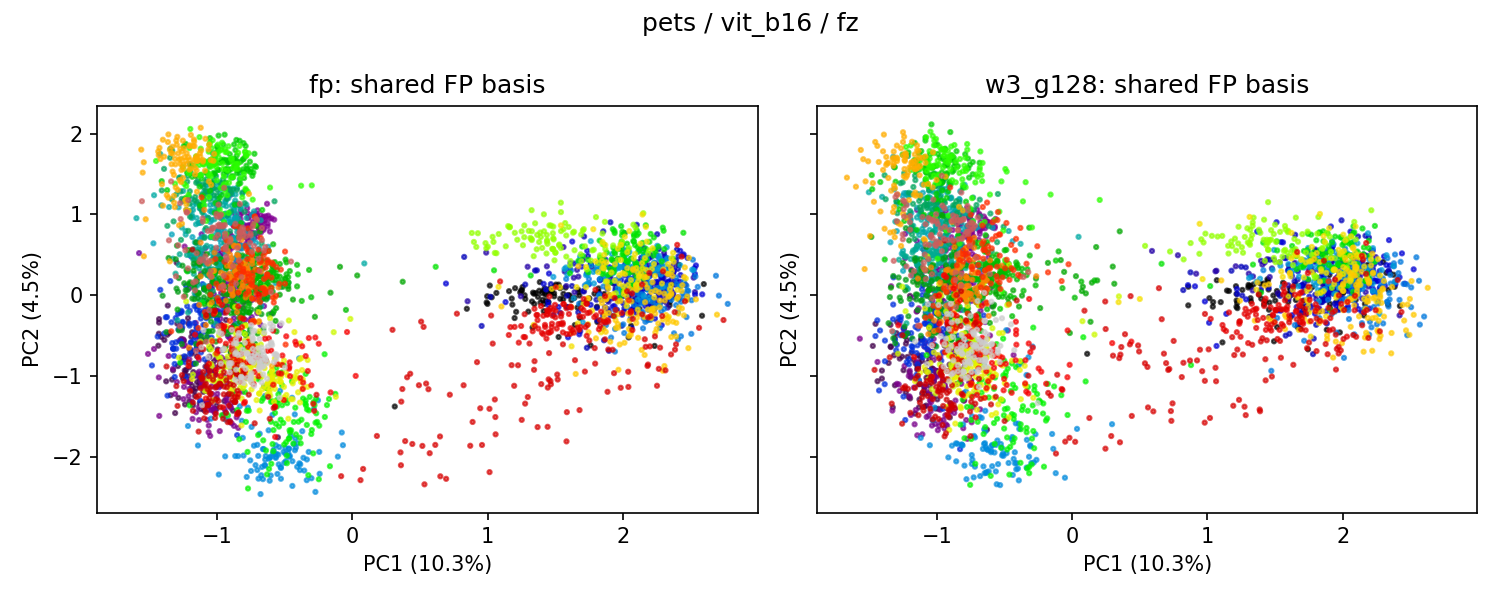 pets / vit_b16 / fz
fp: shared FP basis
w3_g128: shared FP basis
2
1
0
−1
−2
PC2 (4.5%)
PC2 (4.5%)
−1
0
1
2
−1
0
1
2
PC1 (10.3%)
PC1 (10.3%)